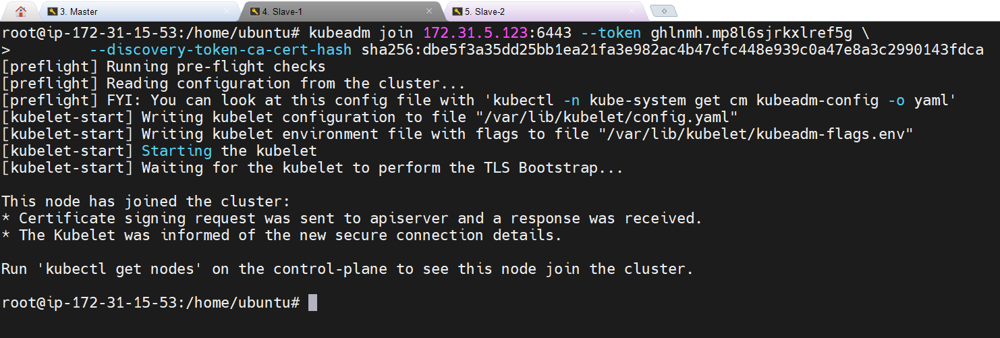 3. Master
4. Slave-1
5. Slave-2
root@ip-172-31-15-53:/home/ubuntu# kubeadm join 172.31.5.123:6443 --token ghlnmh.mp8l6sjrkxlref5g \
>         --discovery-token-ca-cert-hash sha256:dbe5f3a35dd25bb1ea21fa3e982ac4b47cfc448e939c0a47e8a3c2990143fdca
[preflight] Running pre-flight checks
[preflight] Reading configuration from the cluster...
[preflight] FYI: You can look at this config file with 'kubectl -n kube-system get cm kubeadm-config -o yaml'
[kubelet-start] Writing kubelet configuration to file "/var/lib/kubelet/config.yaml"
[kubelet-start] Writing kubelet environment file with flags to file "/var/lib/kubelet/kubeadm-flags.env"
[kubelet-start] Starting the kubelet
[kubelet-start] Waiting for the kubelet to perform the TLS Bootstrap...
This node has joined the cluster:
* Certificate signing request was sent to apiserver and a response was received.
* The Kubelet was informed of the new secure connection details.
Run 'kubectl get nodes' on the control-plane to see this node join the cluster.
root@ip-172-31-15-53:/home/ubuntu#